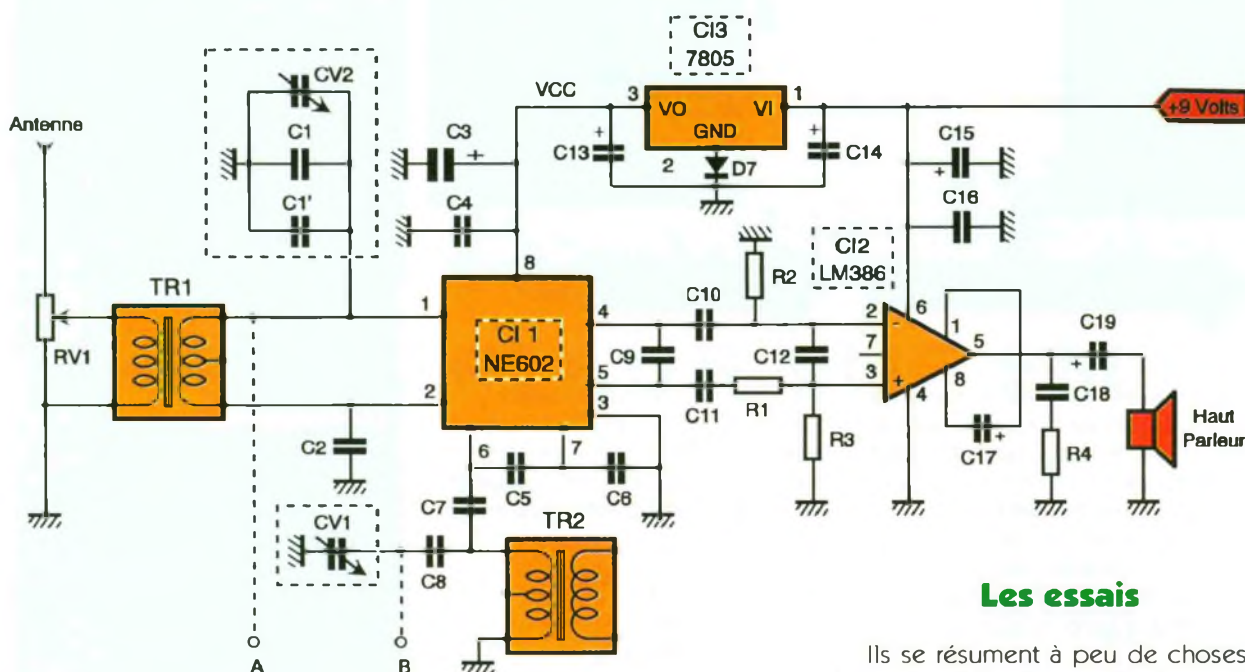 Antenne
RV1
TR1
CV2
C1
C1'
C2
CV1
A
B
C3
C4
VCC
CI3
7805
3
VO
VI
1
GND
2
D7
C13
C14
+9 Volts
C15
C16
CI 1
NE602
8
1
2
4
5
3
6
7
C5
C6
C7
C8
TR2
C9
C10
C11
R1
R2
C12
R3
CI2
LM386
2
7
3
-
+
6
1
5
8
4
C17
C18
R4
C19
Haut
Parleur
Les essais
Ils se résument à peu de choses